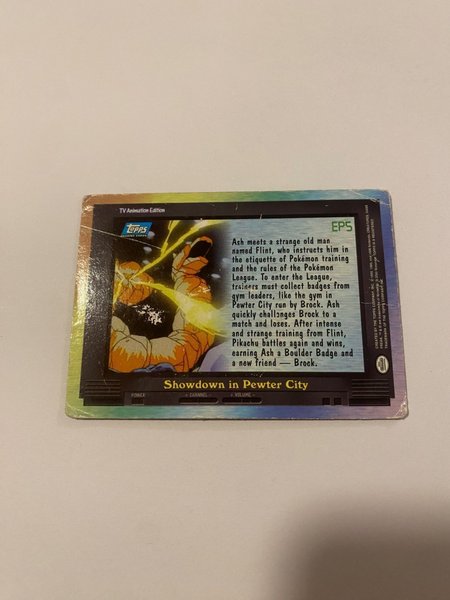 TV Animation Edition
Topps
EP5
Ash meets a strange old man
named Flint, who instructs him in
the etiquette of Pokémon training
and the rules of the Pokémon
League. To enter the League,
trainers must collect badges from
gym leaders, like the gym in
Pewter City run by Brock. Ash
quickly challenges Brock to a
match and loses. After intense
and strange training from Flint,
Pikachu battles again and wins,
earning Ash a Boulder Badge and
a new friend — Brock.
Showdown in Pewter City
POWER
- CHANNEL +
- VOLUME +